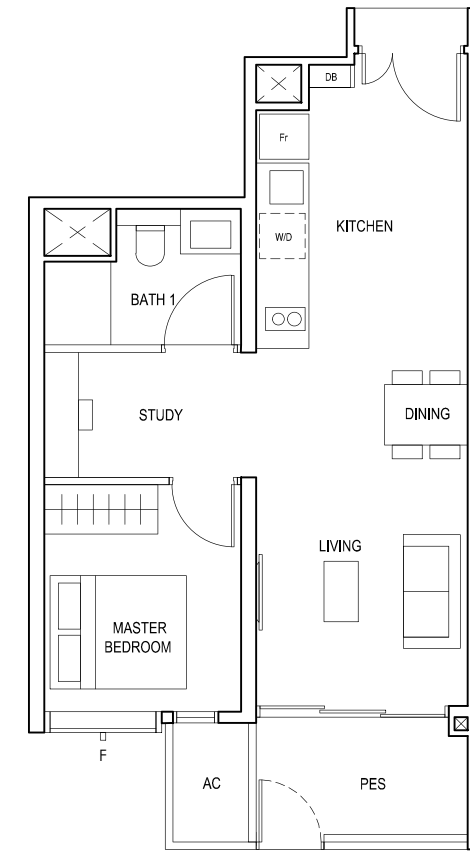 DB
Fr
KITCHEN
W/D
BATH 1
STUDY
DINING
LIVING
MASTER
BEDROOM
F
AC
PES